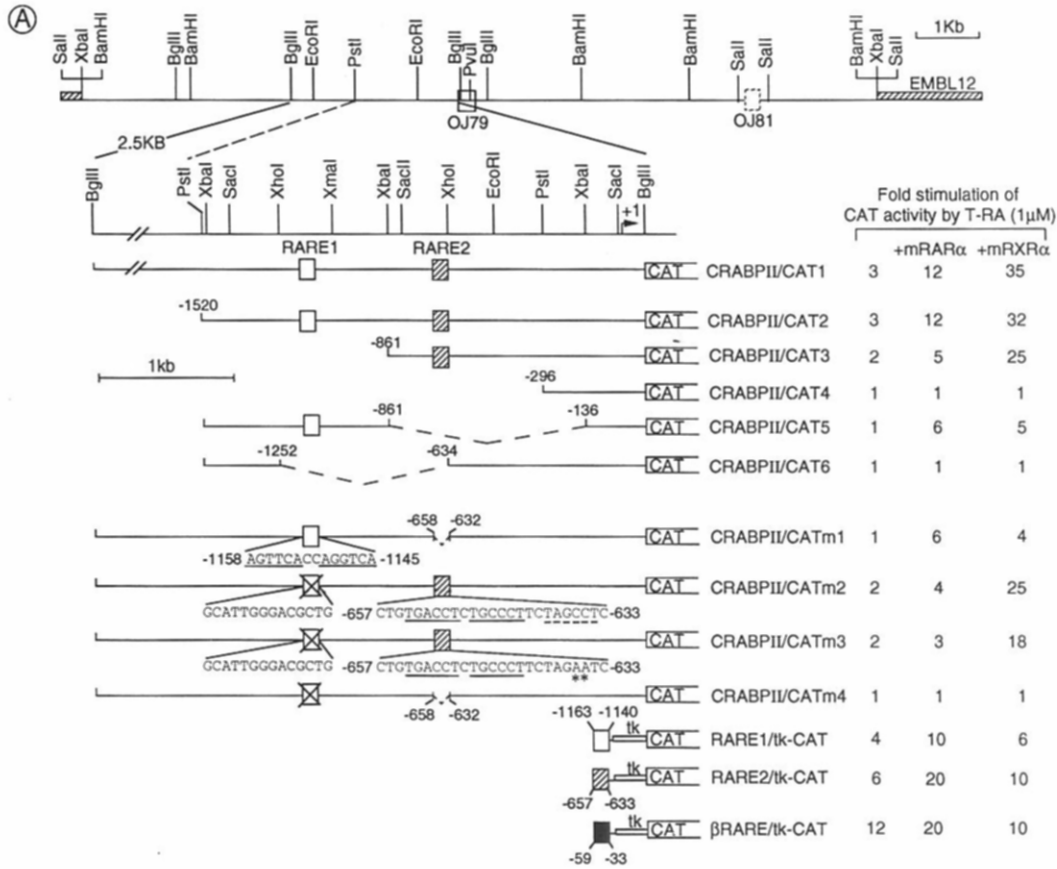 A
SalI XbaI BamHI BglII BamHI BglII EcoRI PstI EcoRI BglII PvuI BglII BamHI BamHI SalI SalI BamHI XbaI SalI
1Kb
EMBL12
OJ79
OJ81
2.5KB
BglII PstI XbaI SacI XhoI XmaI XbaI SacII XhoI EcoRI PstI XbaI SacI BglII
+1
Fold stimulation of
CAT activity by T-RA (1μM)
+mRARα +mRXRα
RARE1 RARE2
CAT CRABPII/CAT1 3 12 35
-1520
CAT CRABPII/CAT2 3 12 32
-861
CAT CRABPII/CAT3 2 5 25
1kb
-296
CAT CRABPII/CAT4 1 1 1
-861 -136
CAT CRABPII/CAT5 1 6 5
-1252 -634
CAT CRABPII/CAT6 1 1 1
-658 -632
CAT CRABPII/CATm1 1 6 4
-1158 AGTTCACCAGGTCA -1145
CAT CRABPII/CATm2 2 4 25
GCATTGGGACGCTG -657 CTGTGACCTCTGCCCTTCTAGCCTC -633
CAT CRABPII/CATm3 2 3 18
GCATTGGGACGCTG -657 CTGTGACCTCTGCCCTTCTAGAATC -633
**
CAT CRABPII/CATm4 1 1 1
-658 -632
-1163 -1140
tk CAT RARE1/tk-CAT 4 10 6
tk CAT RARE2/tk-CAT 6 20 10
-657 -633
tk CAT βRARE/tk-CAT 12 20 10
-59 -33